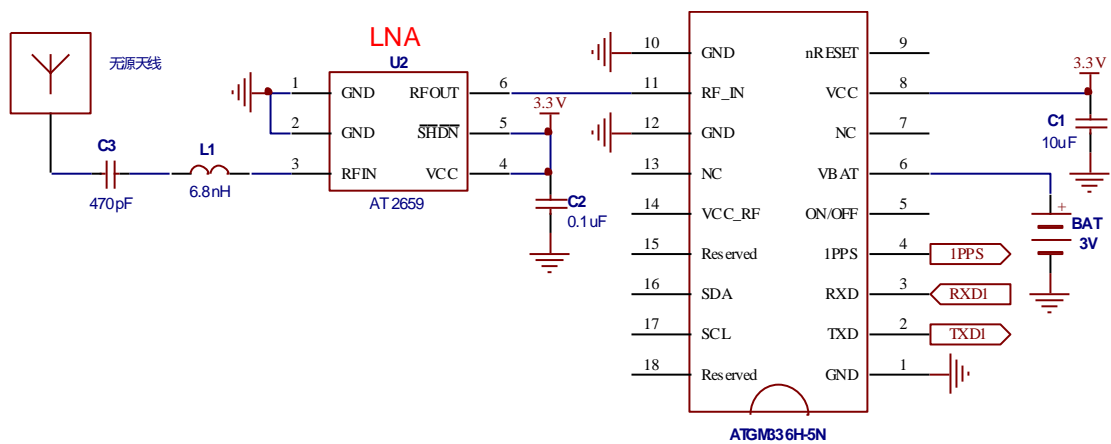 无源天线
C3
470pF
L1
6.8nH
LNA
U2
1 GND RFOUT 6
2 GND SHDN 5
3 RFIN VCC 4
AT2659
3.3V
C2
0.1uF
10 GND nRESET 9
11 RF_IN VCC 8
12 GND NC 7
13 NC VBAT 6
14 VCC_RF ON/OFF 5
15 Reserved 1PPS 4 1PPS
16 SDA RXD 3 RXD1
17 SCL TXD 2 TXD1
18 Reserved GND 1
ATGM336H-5N
3.3V
C1
10uF
+
BAT
3V